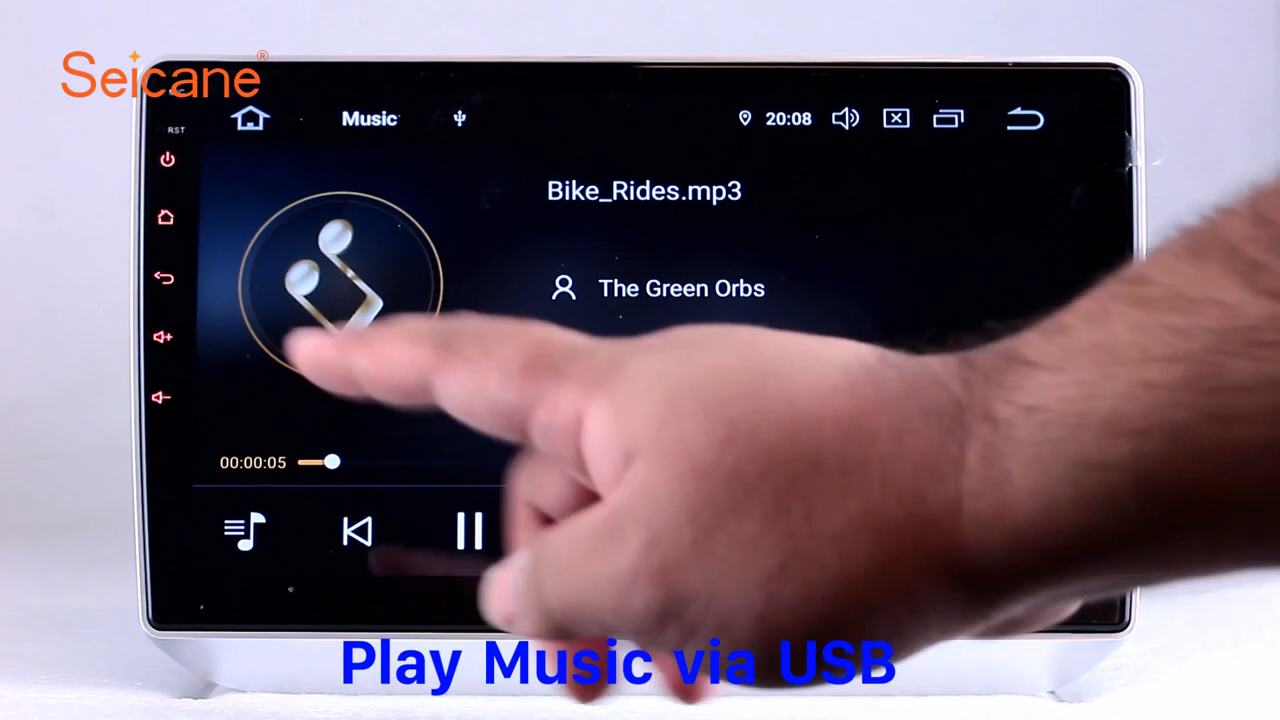 Seicane®
RST
Music
20:08
Bike_Rides.mp3
The Green Orbs
00:00:05
Play Music via USB